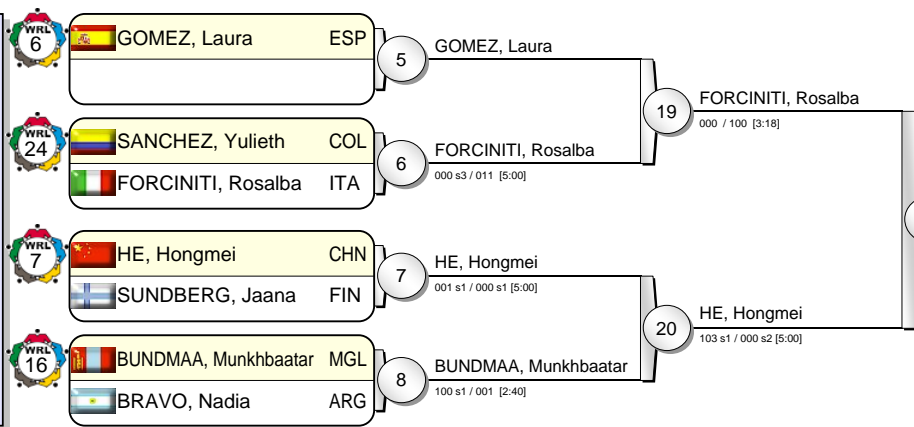 WRL
6
GOMEZ, Laura ESP
5
GOMEZ, Laura
19
FORCINITI, Rosalba
000 / 100 [3:18]
WRL
24
SANCHEZ, Yulieth COL
FORCINITI, Rosalba ITA
6
FORCINITI, Rosalba
000 s3 / 011 [5:00]
WRL
7
HE, Hongmei CHN
SUNDBERG, Jaana FIN
7
HE, Hongmei
001 s1 / 000 s1 [5:00]
20
HE, Hongmei
103 s1 / 000 s2 [5:00]
WRL
16
BUNDMAA, Munkhbaatar MGL
BRAVO, Nadia ARG
8
BUNDMAA, Munkhbaatar
100 s1 / 001 [2:40]